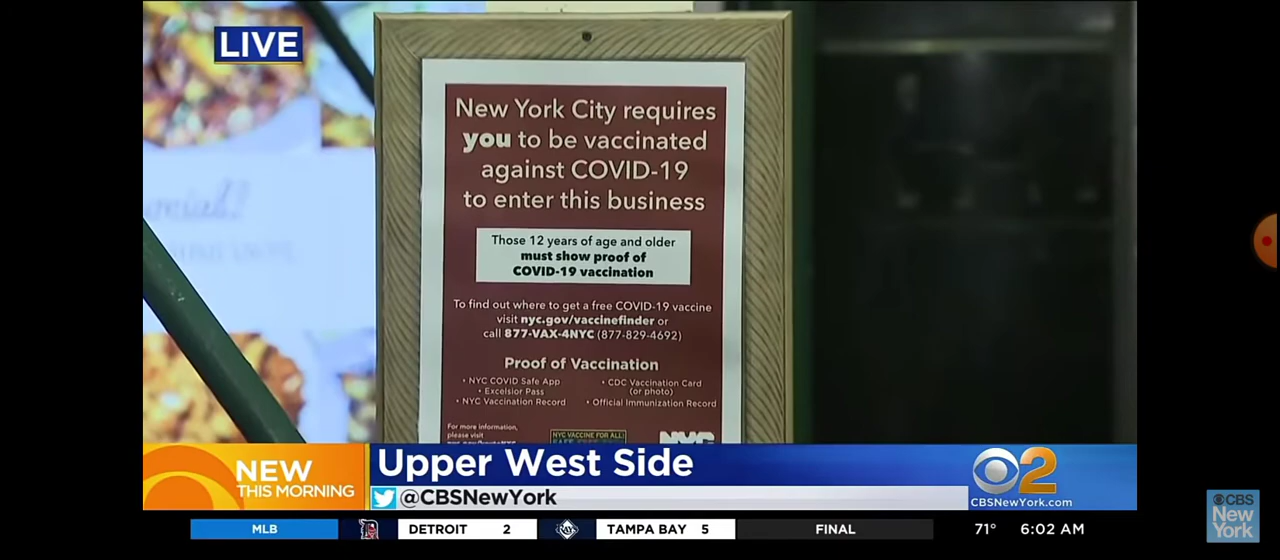 LIVE
New York City requires
you to be vaccinated
against COVID-19
to enter this business
Those 12 years of age and older
must show proof of
COVID-19 vaccination
To find out where to get a free COVID-19 vaccine
visit nyc.gov/vaccinefinder or
call 877-VAX-4NYC (877-829-4692)
Proof of Vaccination
• NYC COVID Safe App
• Excelsior Pass
• NYC Vaccination Record
• CDC Vaccination Card
(or photo)
• Official Immunization Record
For more information,
please visit
NYC VACCINE FOR ALL:
NYC
NEW
THIS MORNING
Upper West Side
@CBSNewYork
2
CBSNewYork.com
MLB DETROIT 2 TAMPA BAY 5 FINAL 71° 6:02 AM
CBS
New
York